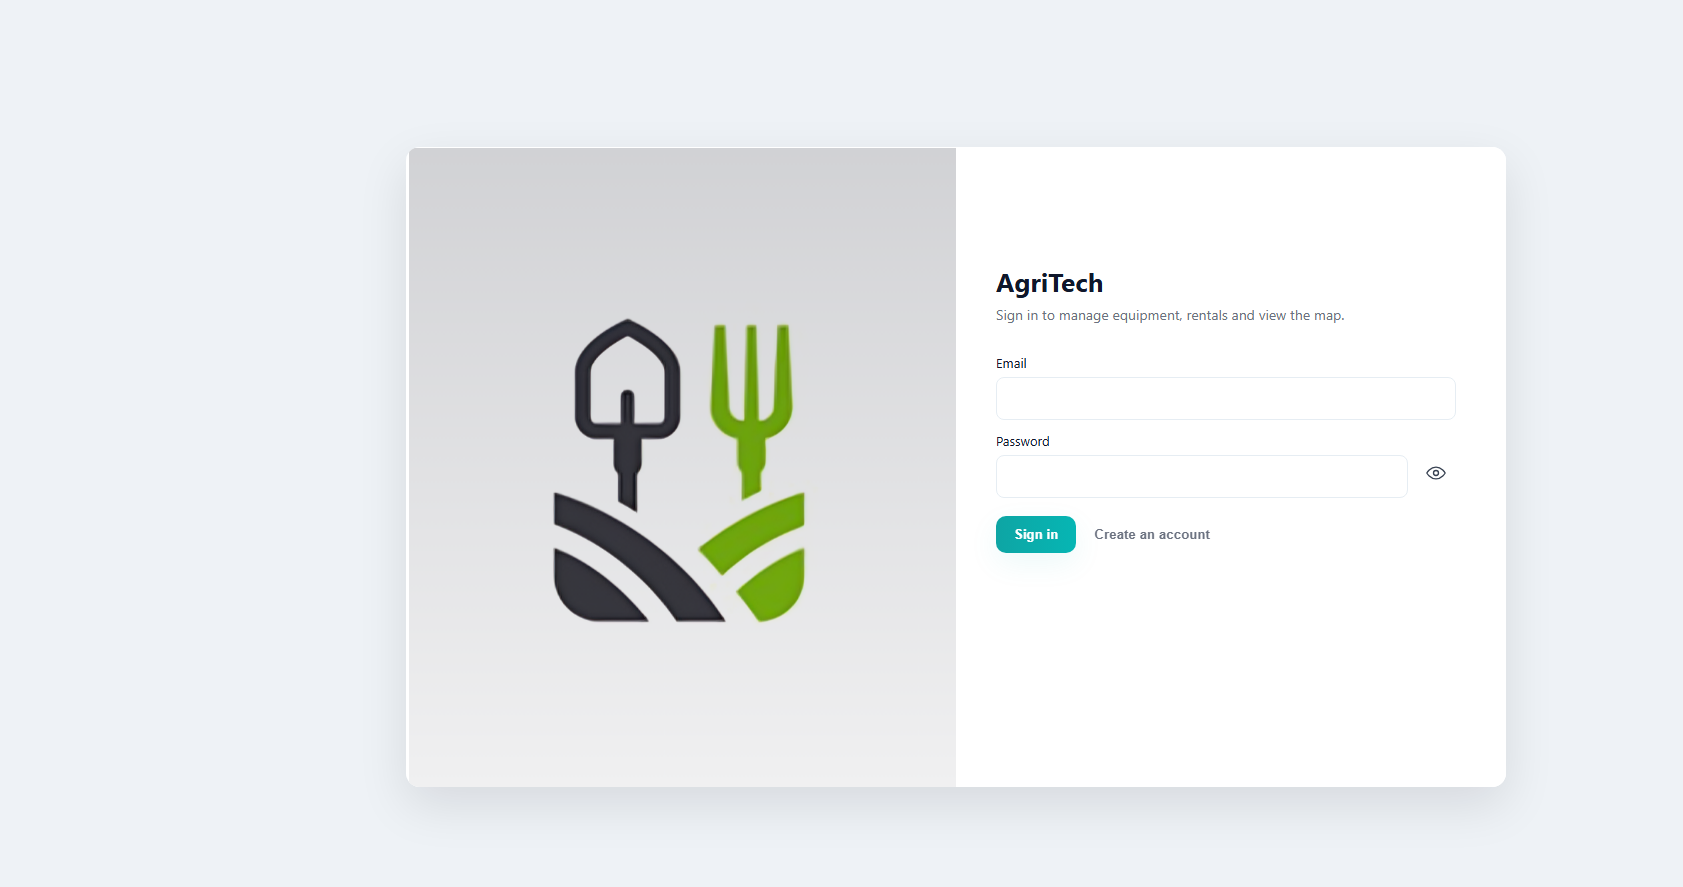 AgriTech
Sign in to manage equipment, rentals and view the map.
Email
Password
Sign in
Create an account